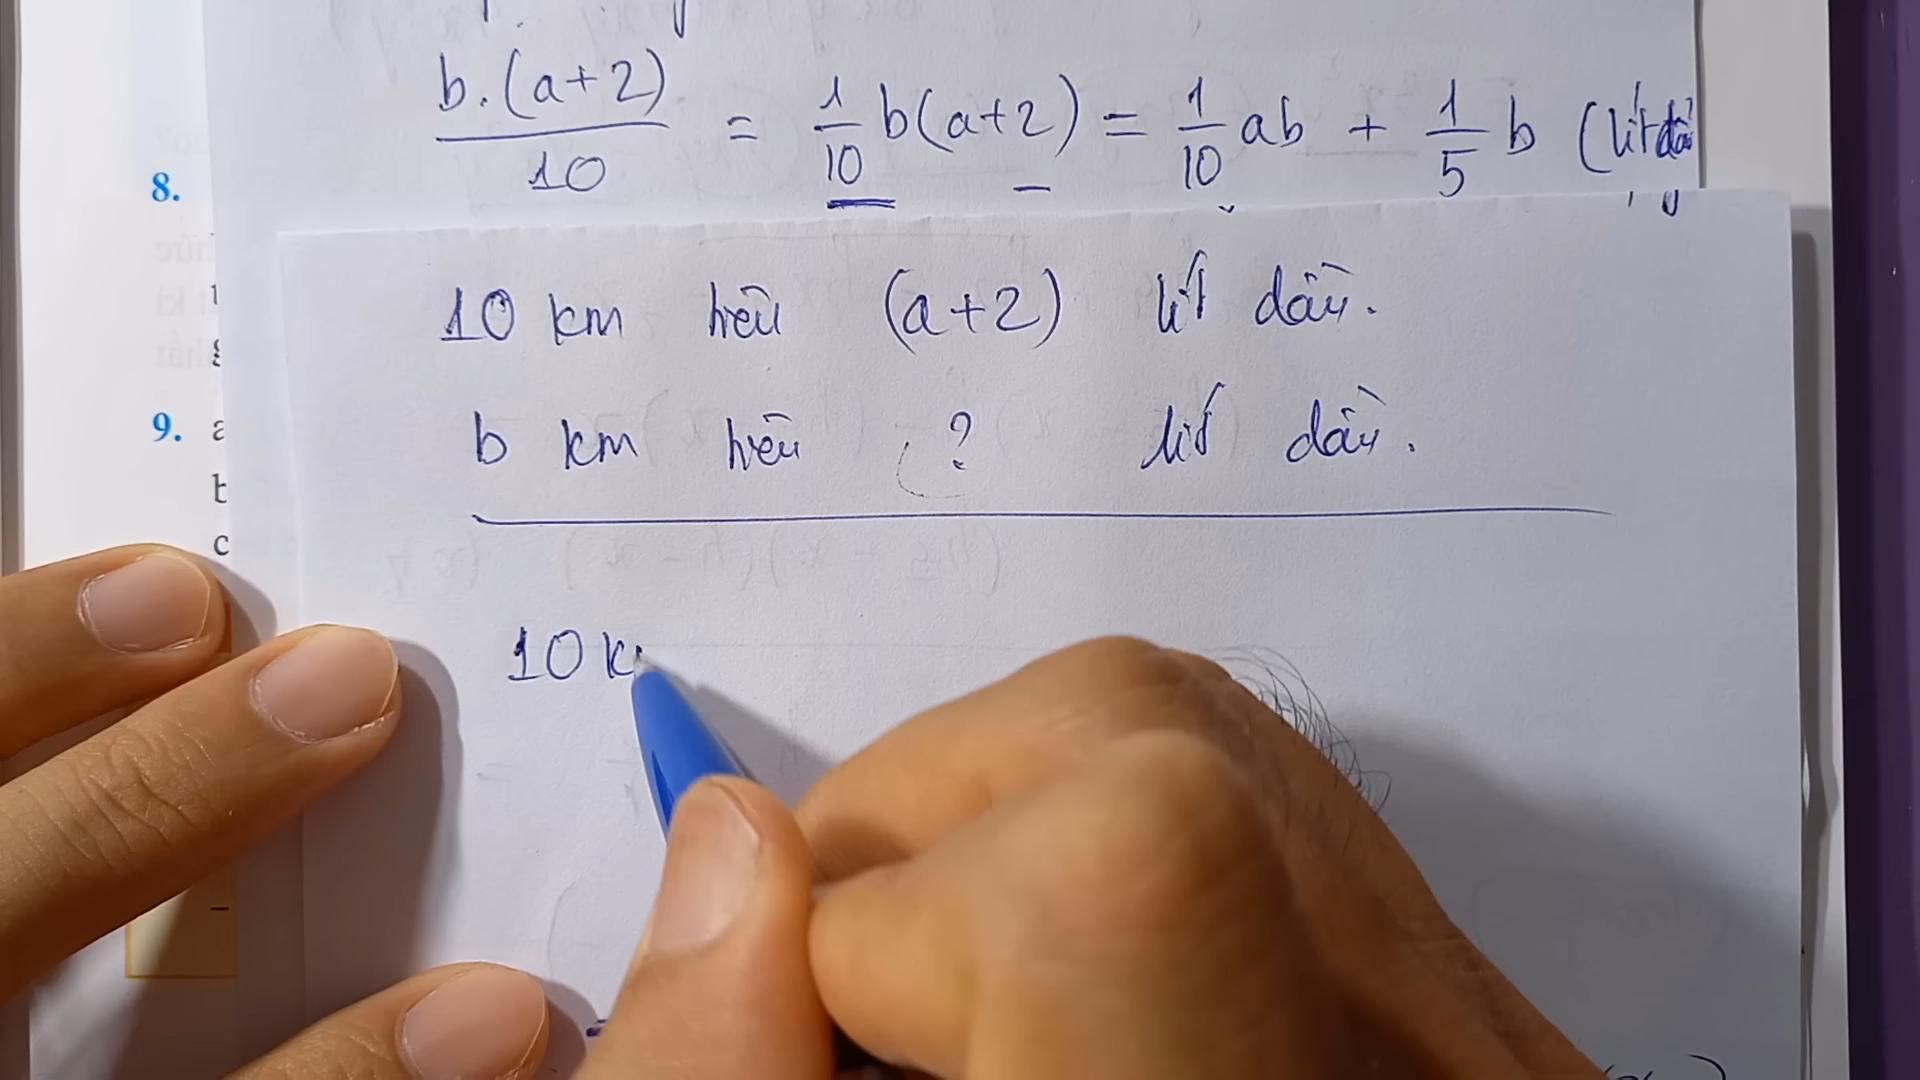 b.(a+2)/10 = 1/10 b(a+2) = 1/10 ab + 1/5 b (lít dầu
8.
10 km hết (a+2) lít dầu.
b km hết ? lít dầu.
9. a
b
c
10 k